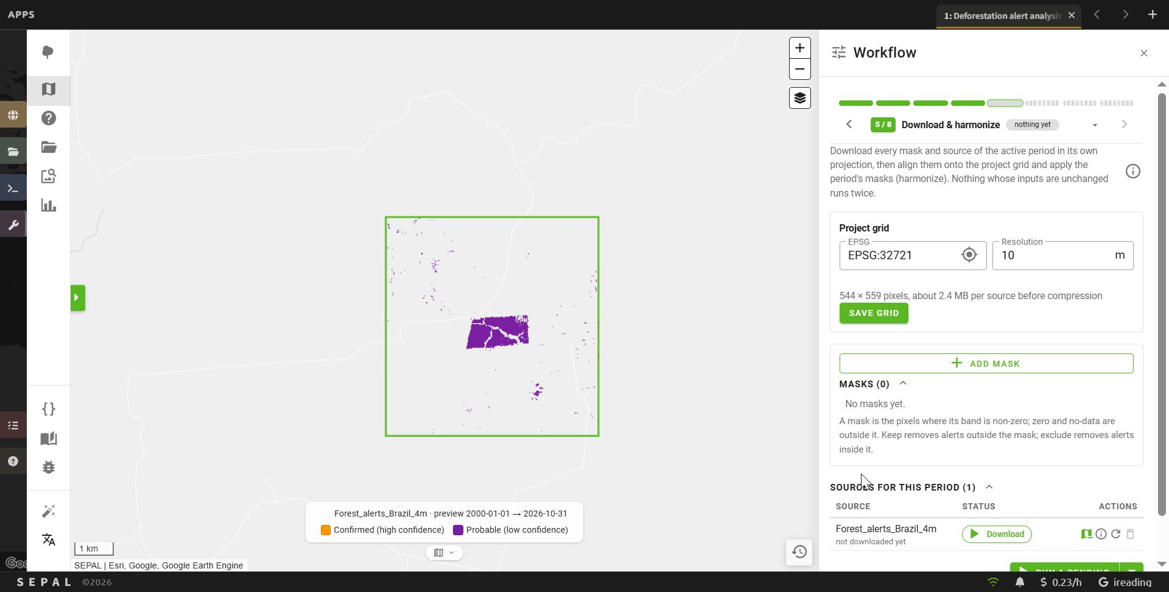 APPS
1: Deforestation alert analysis
Workflow
5 / 8 Download & harmonize nothing yet
Download every mask and source of the active period in its own
projection, then align them onto the project grid and apply the
period's masks (harmonize). Nothing whose inputs are unchanged
runs twice.
Project grid
EPSG
EPSG:32721
Resolution
10 m
544 × 559 pixels, about 2.4 MB per source before compression
SAVE GRID
ADD MASK
MASKS (0)
No masks yet.
A mask is the pixels where its band is non-zero; zero and no-data are
outside it. Keep removes alerts outside the mask; exclude removes alerts
inside it.
SOURCES FOR THIS PERIOD (1)
SOURCE STATUS ACTIONS
Forest_alerts_Brazil_4m
not downloaded yet
Download
Forest_alerts_Brazil_4m · preview 2000-01-01 → 2026-10-31
Confirmed (high confidence) Probable (low confidence)
1 km
SEPAL | Esri, Google, Google Earth Engine
SEPAL ©2026
$ 0.23/h
G ireading